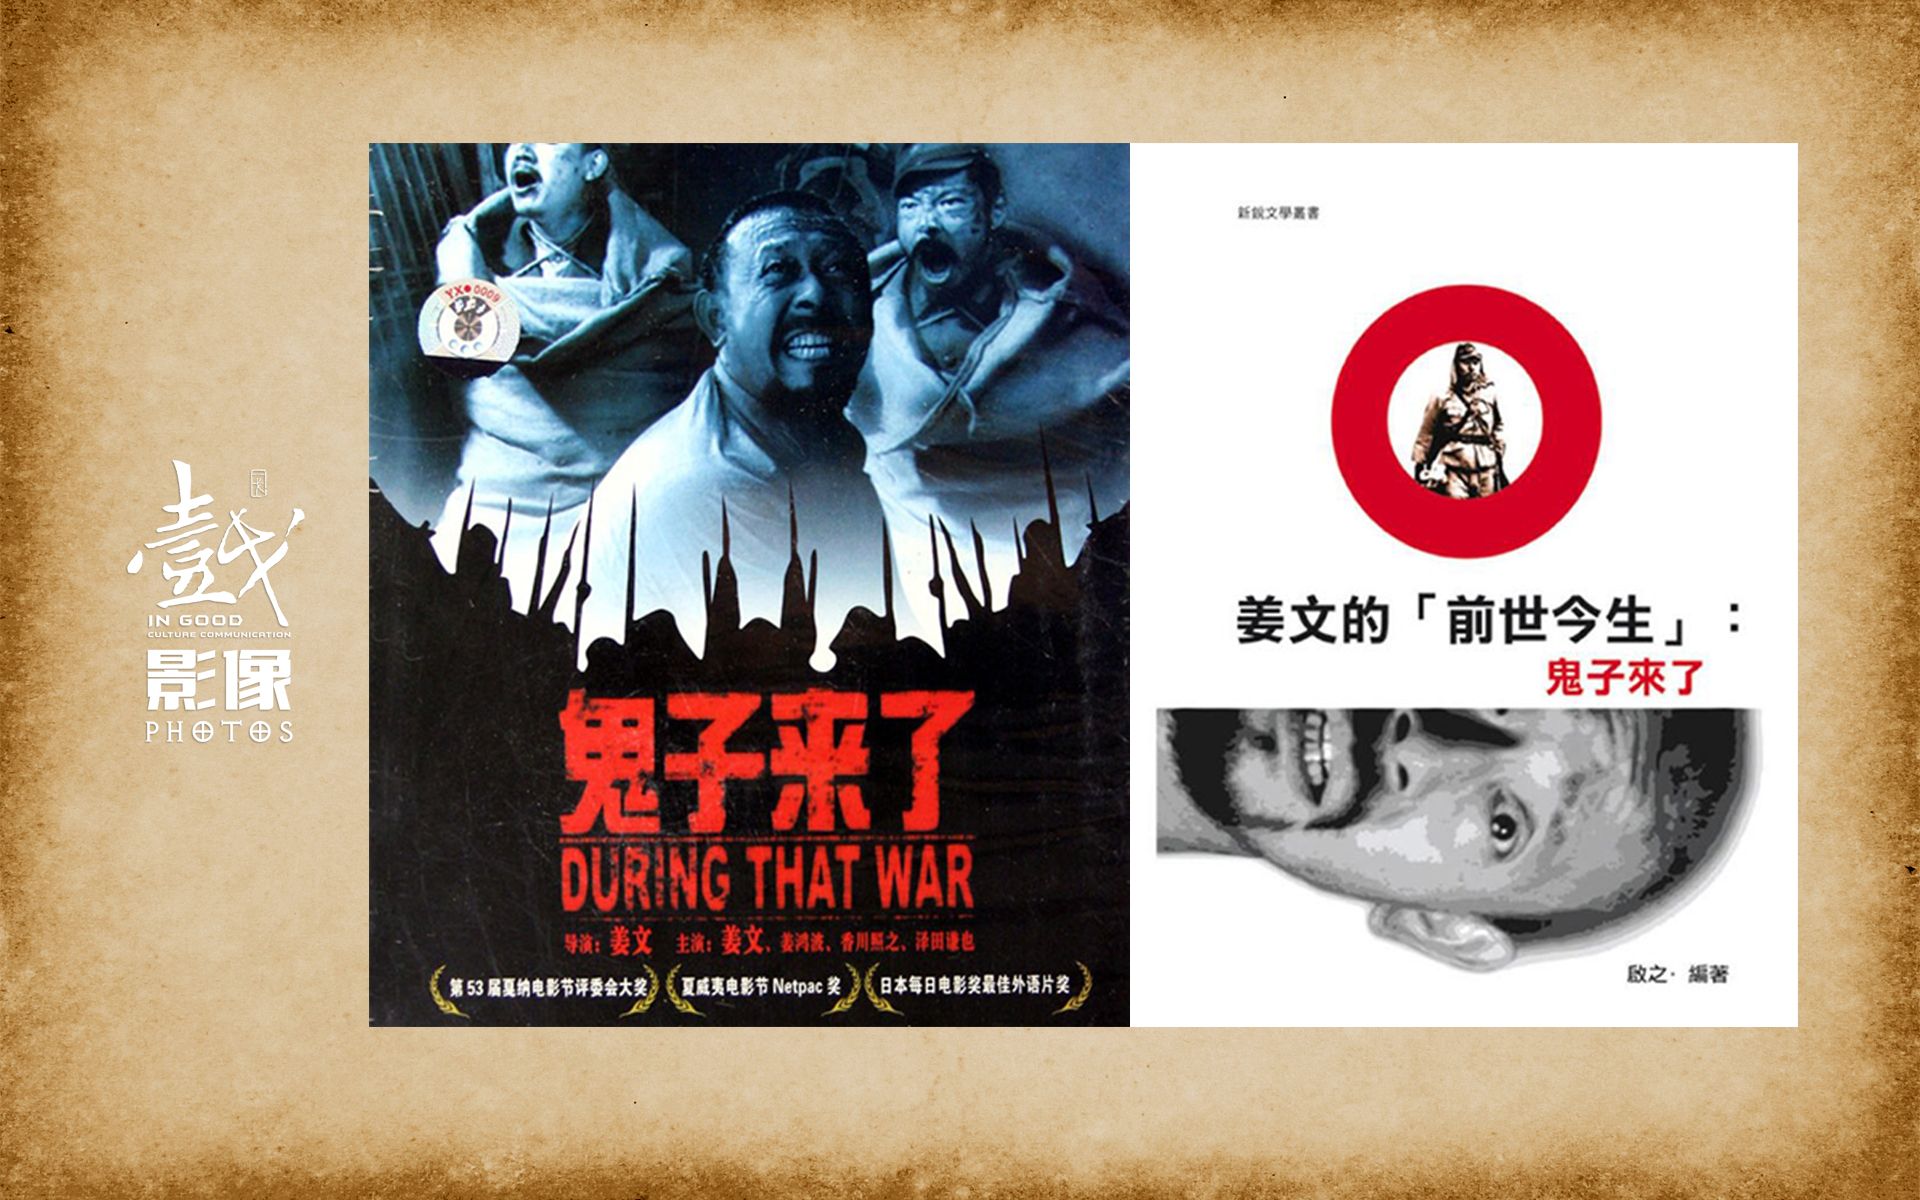 壹戲
IN GOOD
CULTURE COMMUNICATION
影像
PHOTOS
YX●0009
鬼子来了
DURING THAT WAR
导演：姜文 主演：姜文、姜鸿波、香川照之、泽田谦也
第53届戛纳电影节评委会大奖
夏威夷电影节Netpac奖
日本每日电影奖最佳外语片奖
新銳文學叢書
姜文的「前世今生」：
鬼子來了
啟之·編著